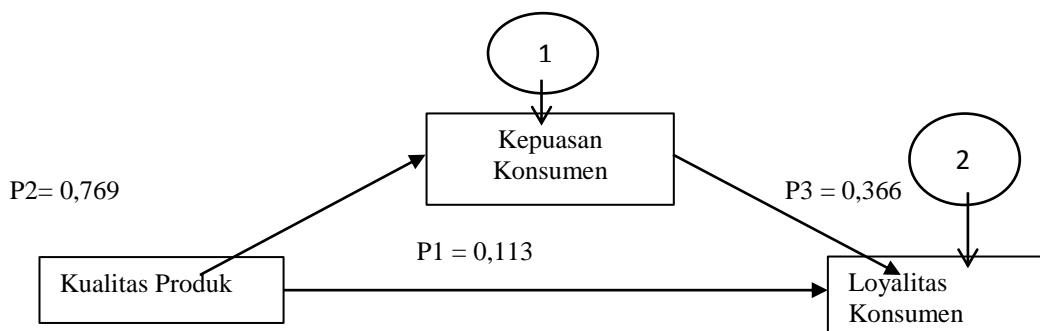 1
Kepuasan
Konsumen
2
P2= 0,769
P3 = 0,366
P1 = 0,113
Kualitas Produk
Loyalitas
Konsumen